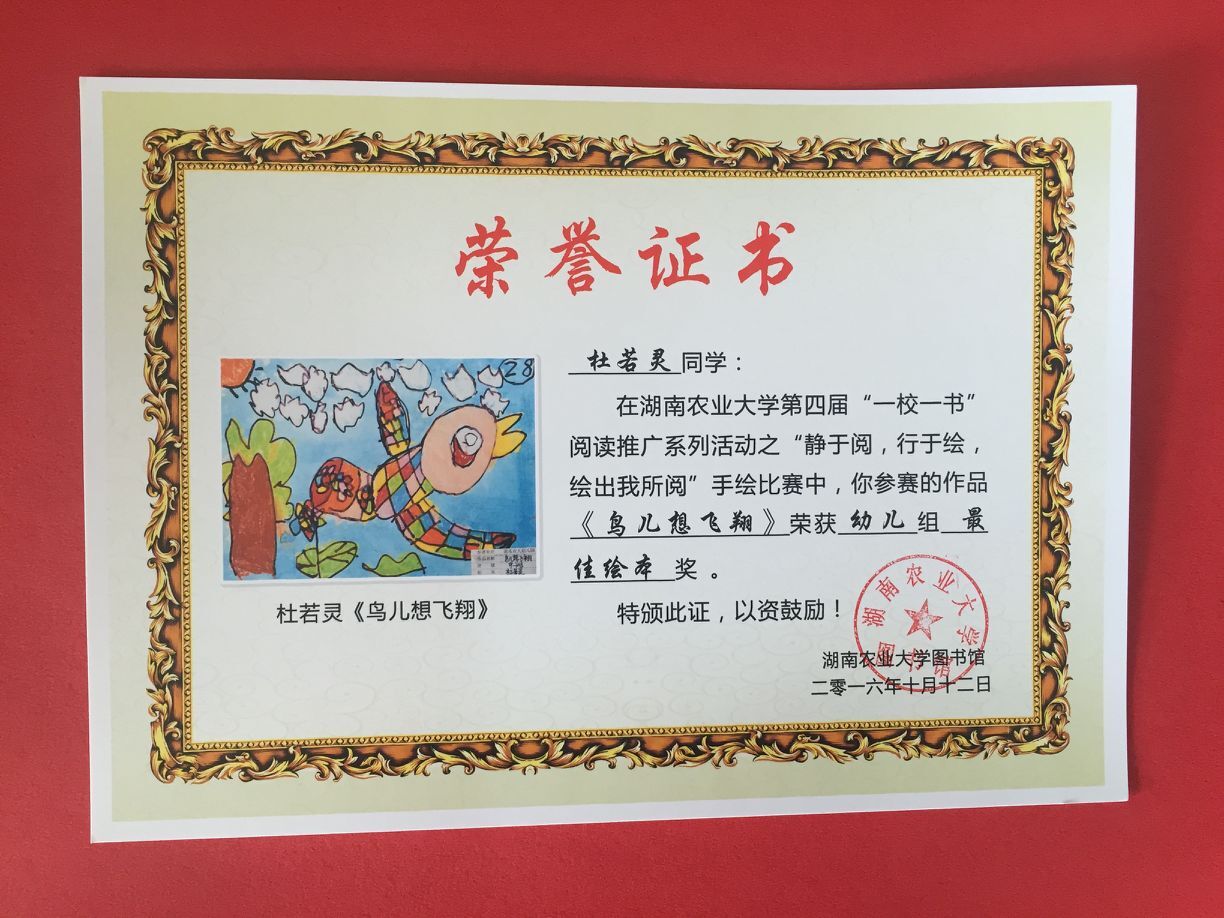 荣誉证书
28
杜若灵《鸟儿想飞翔》
杜若灵同学：
在湖南农业大学第四届“一校一书”
阅读推广系列活动之“静于阅，行于绘，
绘出我所阅”手绘比赛中，你参赛的作品
《鸟儿想飞翔》荣获幼儿组最
佳绘本奖。
特颁此证，以资鼓励！
湖南农业大学图书馆
二零一六年十月十二日
湖南农业大学
图书馆